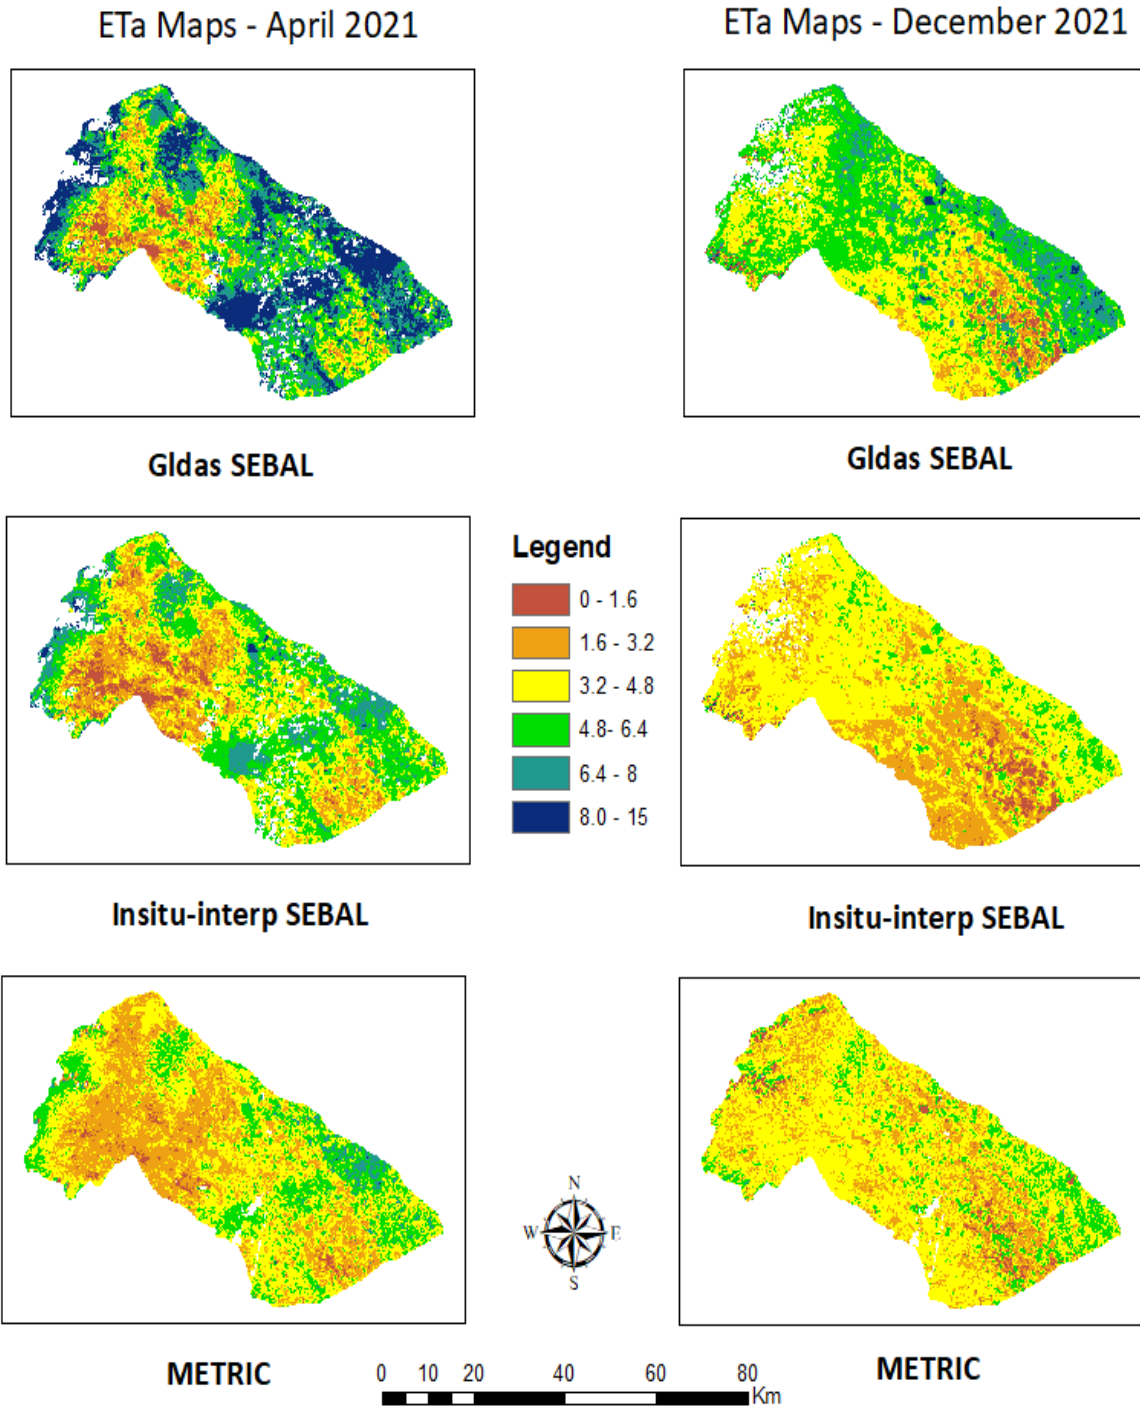 ETa Maps - April 2021
ETa Maps - December 2021
Gldas SEBAL
Gldas SEBAL
Legend
0 - 1.6
1.6 - 3.2
3.2 - 4.8
4.8- 6.4
6.4 - 8
8.0 - 15
Insitu-interp SEBAL
Insitu-interp SEBAL
N
W E
S
METRIC
METRIC
0 10 20 40 60 80
Km